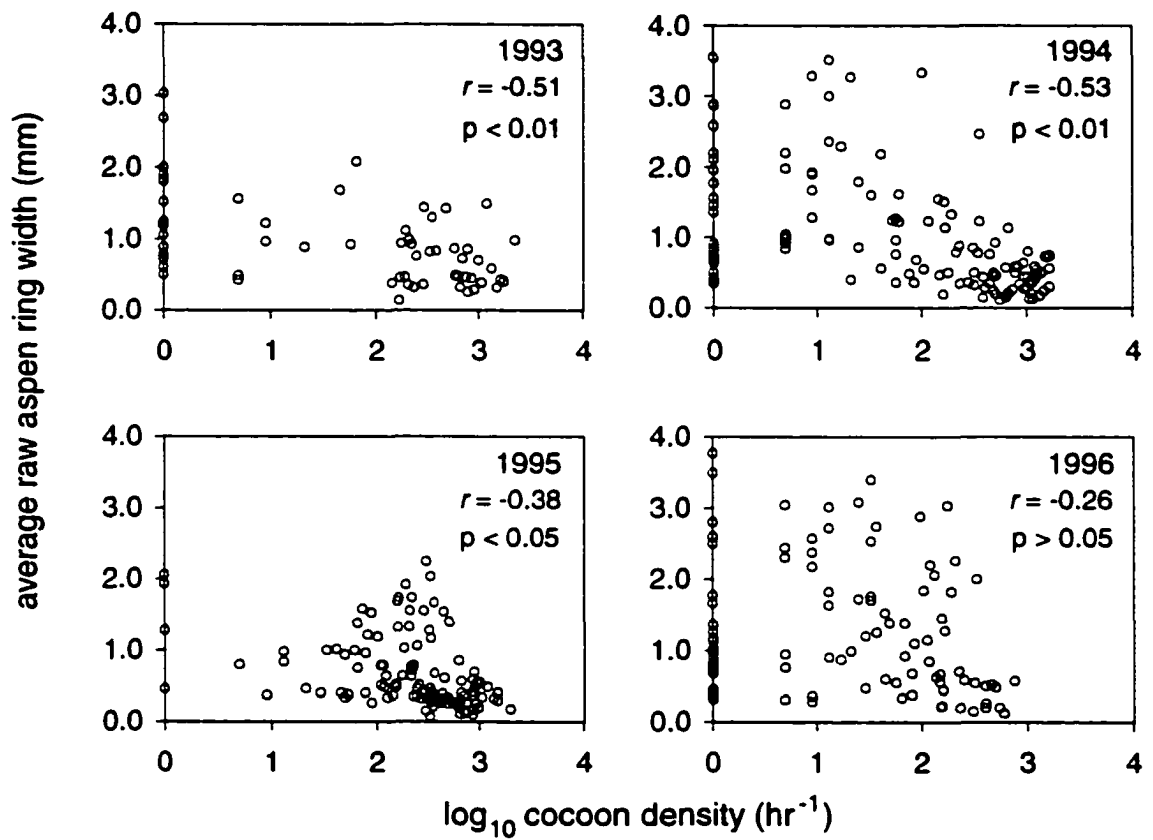 average raw aspen ring width (mm)
4.0
3.0
2.0
1.0
0.0
0 1 2 3 4
1993
r = -0.51
p < 0.01
4.0
3.0
2.0
1.0
0.0
0 1 2 3 4
1994
r = -0.53
p < 0.01
4.0
3.0
2.0
1.0
0.0
0 1 2 3 4
1995
r = -0.38
p < 0.05
4.0
3.0
2.0
1.0
0.0
0 1 2 3 4
1996
r = -0.26
p > 0.05
log10 cocoon density (hr-1)